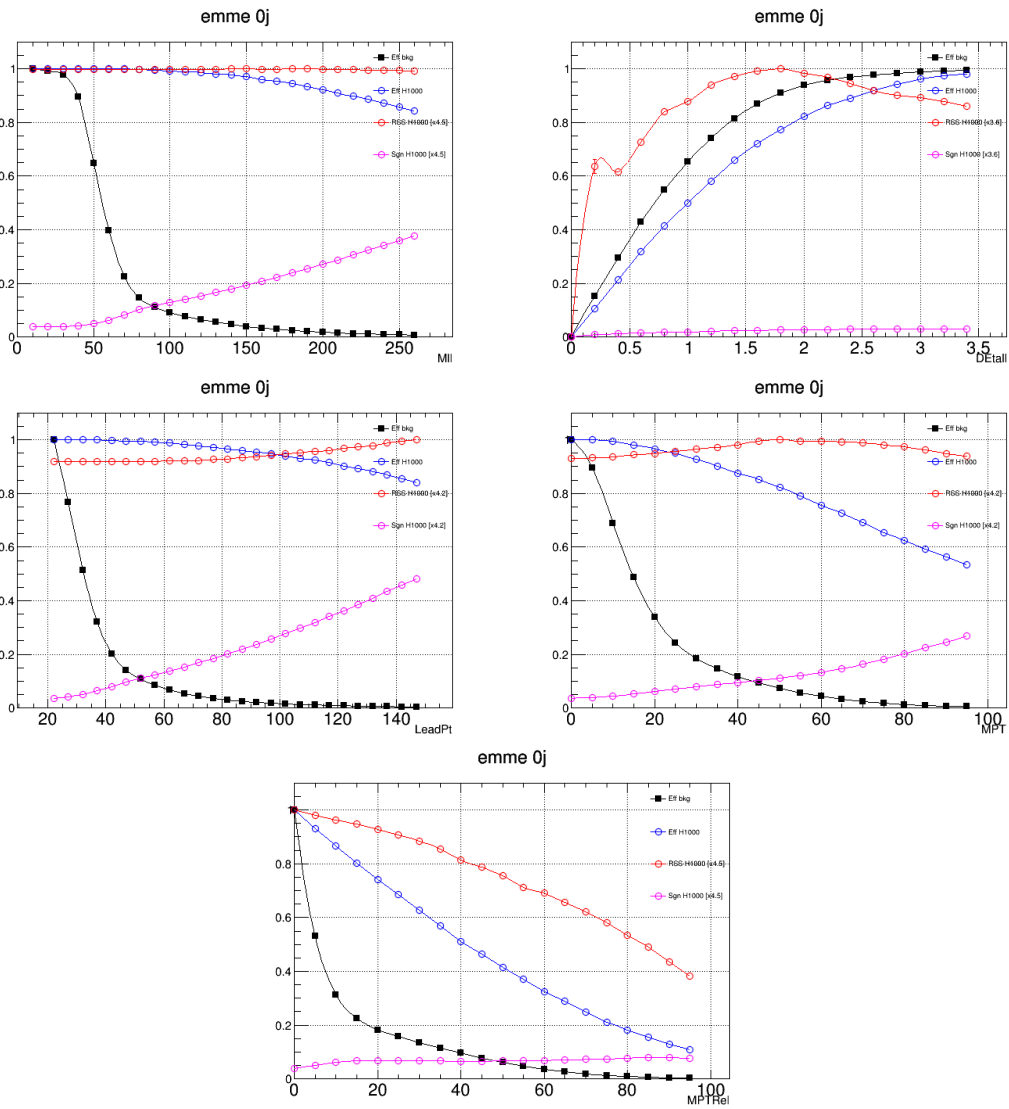 emme 0j
Eff bkg
Eff H1000
RSS H1000 [x4.5]
Sgn H1000 [x4.5]
1
0.8
0.6
0.4
0.2
0
0 50 100 150 200 250
Mll
emme 0j
Eff bkg
Eff H1000
RSS H1000 [x3.6]
Sgn H1000 [x3.6]
1
0.8
0.6
0.4
0.2
0
0 0.5 1 1.5 2 2.5 3 3.5
DEtall
emme 0j
Eff bkg
Eff H1000
RSS H1000 [x4.2]
Sgn H1000 [x4.2]
1
0.8
0.6
0.4
0.2
0
20 40 60 80 100 120 140
LeadPt
emme 0j
Eff bkg
Eff H1000
RSS H1000 [x4.2]
Sgn H1000 [x4.2]
1
0.8
0.6
0.4
0.2
0
0 20 40 60 80 100
MPT
emme 0j
Eff bkg
Eff H1000
RSS H1000 [x4.5]
Sgn H1000 [x4.5]
0.8
0.6
0.4
0.2
0
0 20 40 60 80 100
MPTRel